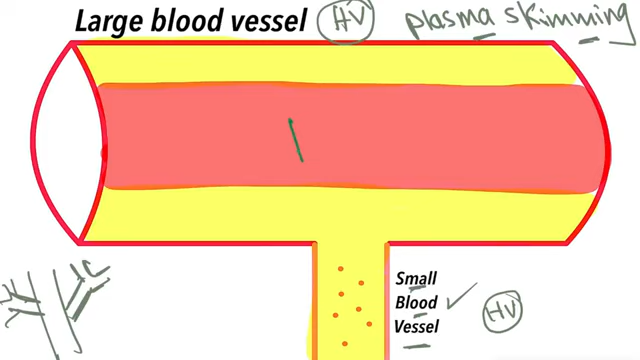 Large blood vessel HV plasma skimming
Small
Blood
Vessel
HV